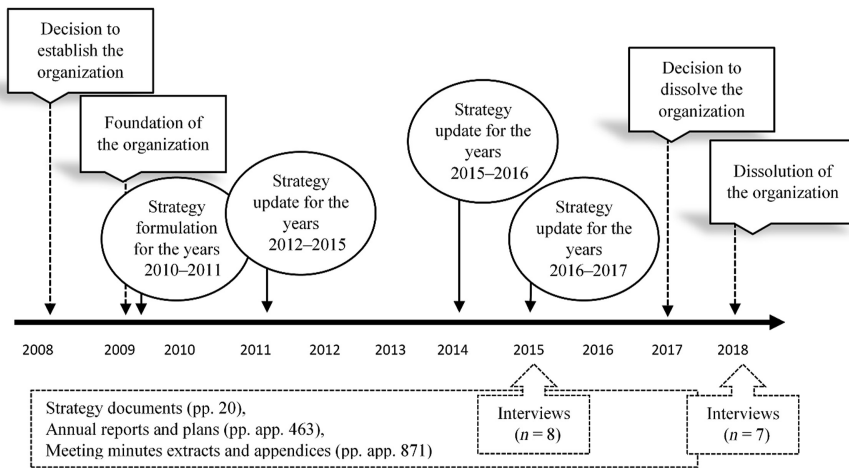 Decision to
establish the
organization
Foundation of
the organization
Strategy
formulation
for the years
2010–2011
Strategy
update for the
years
2012–2015
Strategy
update for the
years
2015–2016
Strategy
update for the
years
2016–2017
Decision to
dissolve the
organization
Dissolution of
the organization
2008 2009 2010 2011 2012 2013 2014 2015 2016 2017 2018
Strategy documents (pp. 20),
Annual reports and plans (pp. app. 463),
Meeting minutes extracts and appendices (pp. app. 871)
Interviews
(n = 8)
Interviews
(n = 7)